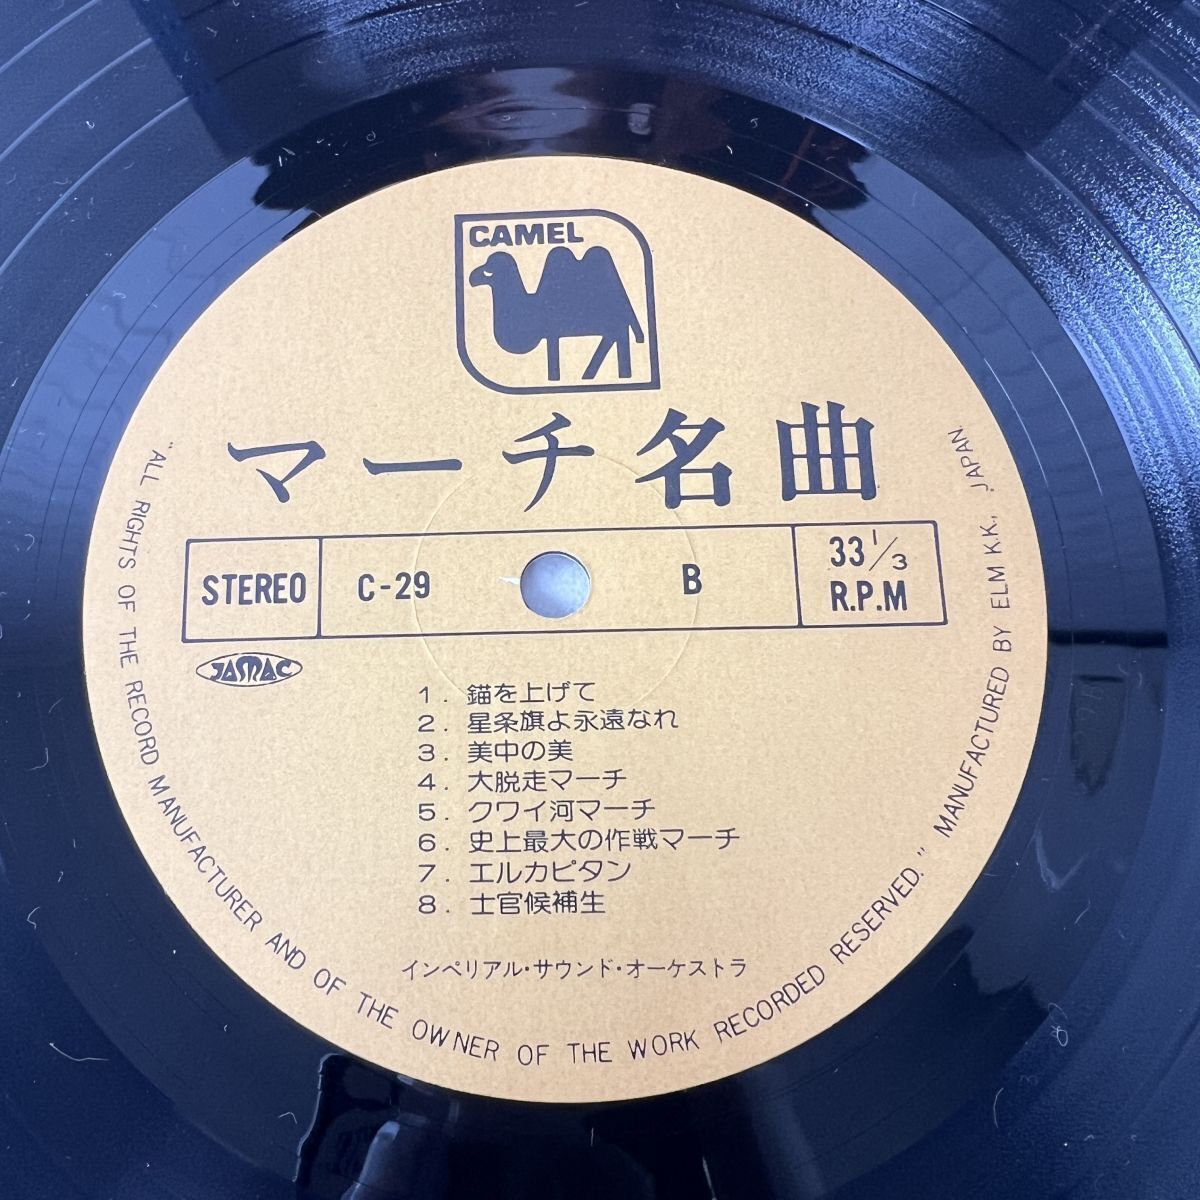 CAMEL
マーチ名曲
STEREO C-29 B 33 1/3 R.P.M
JASRAC
1. 錨を上げて
2. 星条旗よ永遠なれ
3. 美中の美
4. 大脱走マーチ
5. クワイ河マーチ
6. 史上最大の作戦マーチ
7. エルカピタン
8. 士官候補生
インペリアル・サウンド・オーケストラ
"ALL RIGHTS OF THE RECORD MANUFACTURER AND OF THE OWNER OF THE WORK RECORDED RESERVED." MANUFACTURED BY ELM K.K., JAPAN